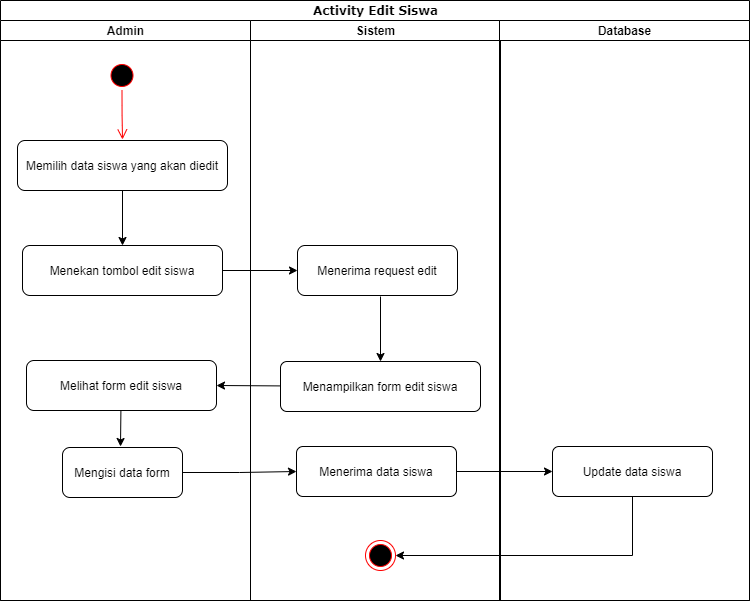 Activity Edit Siswa
Admin
Sistem
Database
Memilih data siswa yang akan diedit
Menekan tombol edit siswa
Menerima request edit
Melihat form edit siswa
Menampilkan form edit siswa
Mengisi data form
Menerima data siswa
Update data siswa